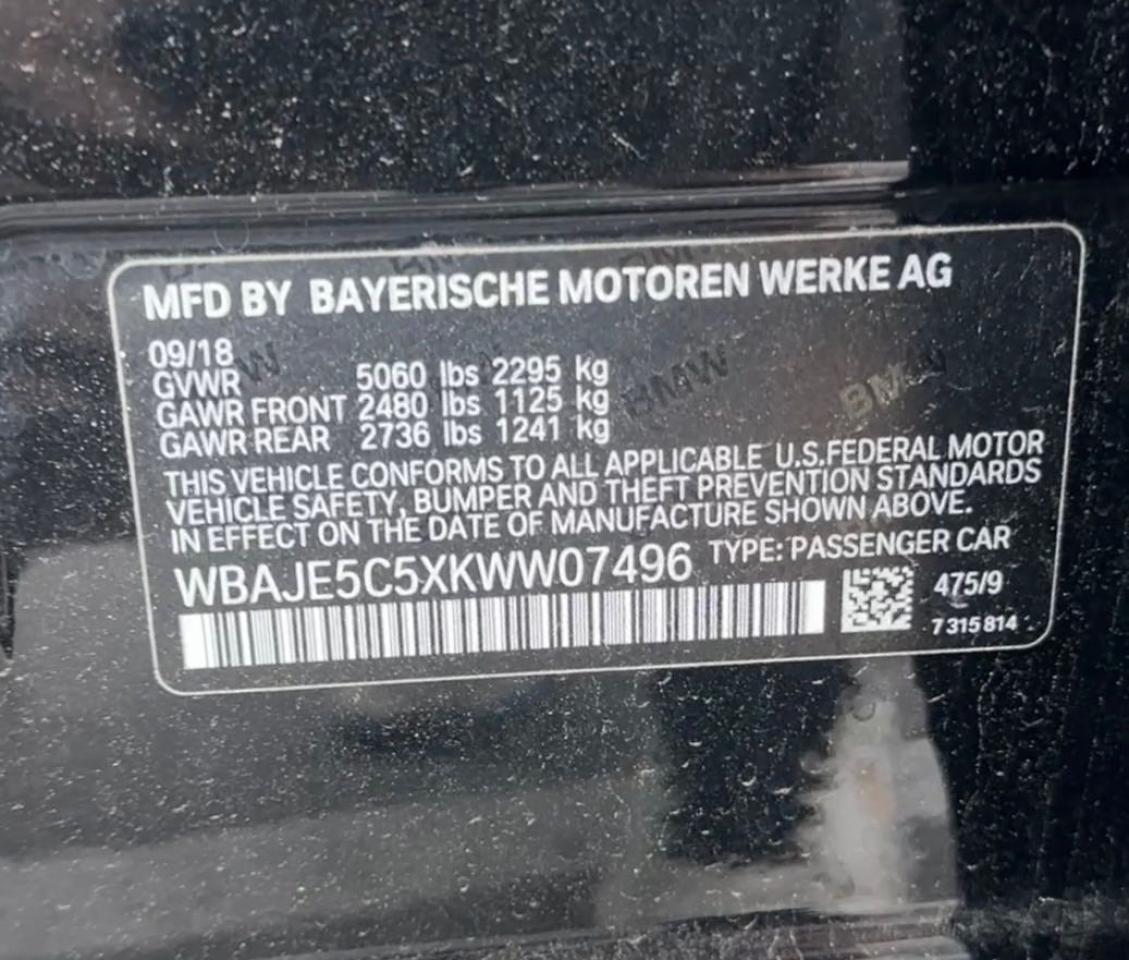 MFD BY BAYERISCHE MOTOREN WERKE AG
09/18
GVWR 5060 lbs 2295 kg
GAWR FRONT 2480 lbs 1125 kg
GAWR REAR 2736 lbs 1241 kg
THIS VEHICLE CONFORMS TO ALL APPLICABLE U.S.FEDERAL MOTOR
VEHICLE SAFETY, BUMPER AND THEFT PREVENTION STANDARDS
IN EFFECT ON THE DATE OF MANUFACTURE SHOWN ABOVE.
WBAJE5C5XKWW07496 TYPE: PASSENGER CAR
475/9
7 315 814
BMW
BMW